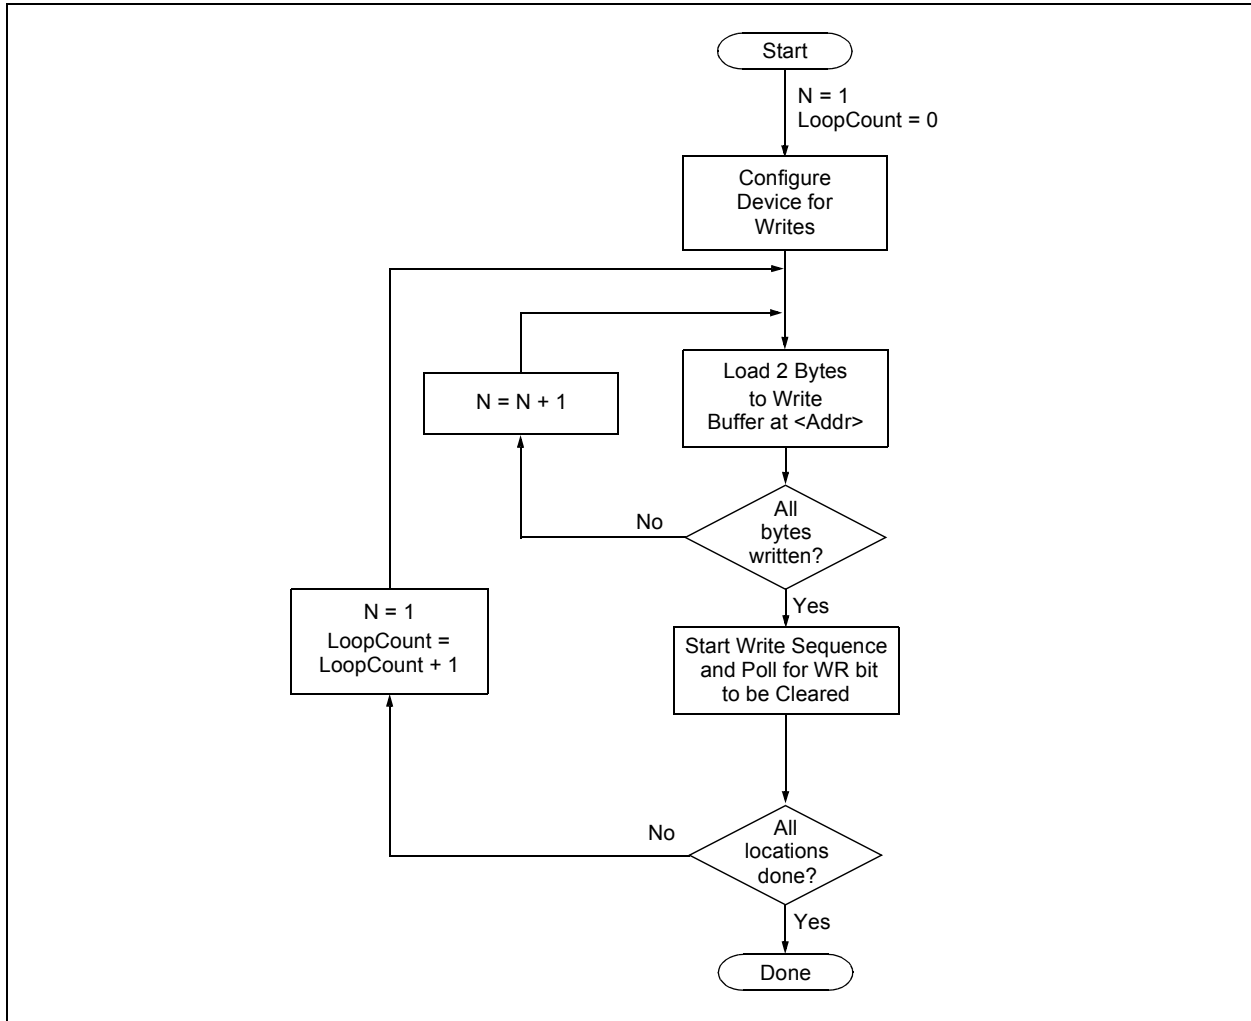 Start
N = 1
LoopCount = 0
Configure
Device for
Writes
Load 2 Bytes
to Write
Buffer at <Addr>
N = N + 1
All
bytes
written?
No
Yes
N = 1
LoopCount =
LoopCount + 1
Start Write Sequence
and Poll for WR bit
to be Cleared
All
locations
done?
No
Yes
Done